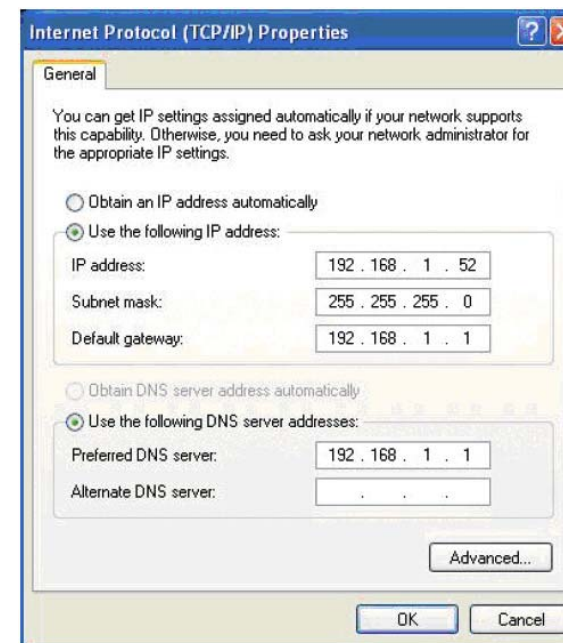 Internet Protocol (TCP/IP) Properties
General
You can get IP settings assigned automatically if your network supports
this capability. Otherwise, you need to ask your network administrator for
the appropriate IP settings.
Obtain an IP address automatically
Use the following IP address:
IP address: 192 . 168 . 1 . 52
Subnet mask: 255 . 255 . 255 . 0
Default gateway: 192 . 168 . 1 . 1
Obtain DNS server address automatically
Use the following DNS server addresses:
Preferred DNS server: 192 . 168 . 1 . 1
Alternate DNS server: . . .
Advanced...
OK Cancel